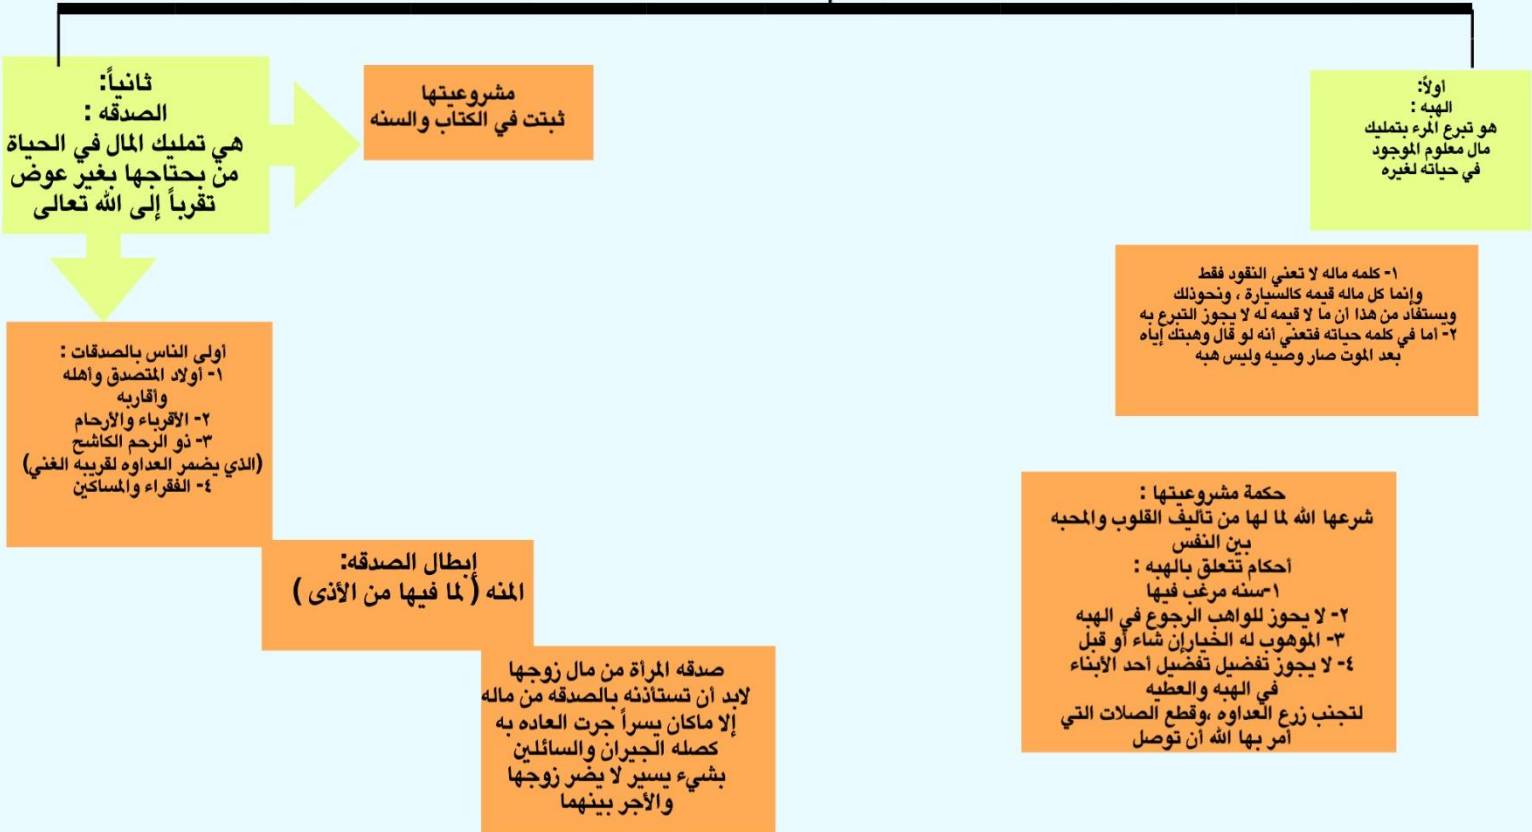 أولاً:
الهبه :
هو تبرع المرء بتمليك
مال معلوم الموجود
في حياته لغيره
١- كلمه ماله لا تعني النقود فقط
وإنما كل ماله قيمه كالسيارة ، ونحوذلك
ويستفاد من هذا أن ما لا قيمه له لا يجوز التبرع به
٢- أما في كلمه حياته فتعني أنه لو قال وهبتك إياه
بعد الموت صار وصيه وليس هبه
حكمة مشروعيتها :
شرعها الله لما لها من تأليف القلوب والمحبه
بين النفس
أحكام تتعلق بالهبه :
١-سنه مرغب فيها
٢- لا يحوز للواهب الرجوع في الهبه
٣- الموهوب له الخيارإن شاء أو قبل
٤- لا يجوز تفضيل تفضيل أحد الأبناء
في الهبه والعطيه
لتجنب زرع العداوه ،وقطع الصلات التي
أمر بها الله أن توصل
ثانياً:
الصدقه :
هي تمليك المال في الحياة
من بحتاجها بغير عوض
تقرباً إلى الله تعالى
مشروعيتها
ثبتت في الكتاب والسنه
أولى الناس بالصدقات :
١- أولاد المتصدق وأهله
وأقاربه
٢- الأقرباء والأرحام
٣- ذو الرحم الكاشح
(الذي يضمر العداوه لقريبه الغني)
٤- الفقراء والمساكين
إبطال الصدقه:
المنه ( لما فيها من الأذى )
صدقه المرأة من مال زوجها
لابد أن تستأذنه بالصدقه من ماله
إلا ماكان يسراً جرت العاده به
كصله الجيران والسائلين
بشيء يسير لا يضر زوجها
والأجر بينهما